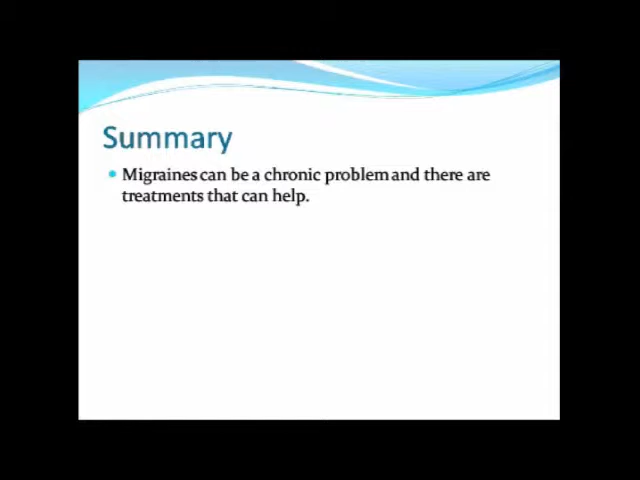 Summary
Migraines can be a chronic problem and there are
treatments that can help.